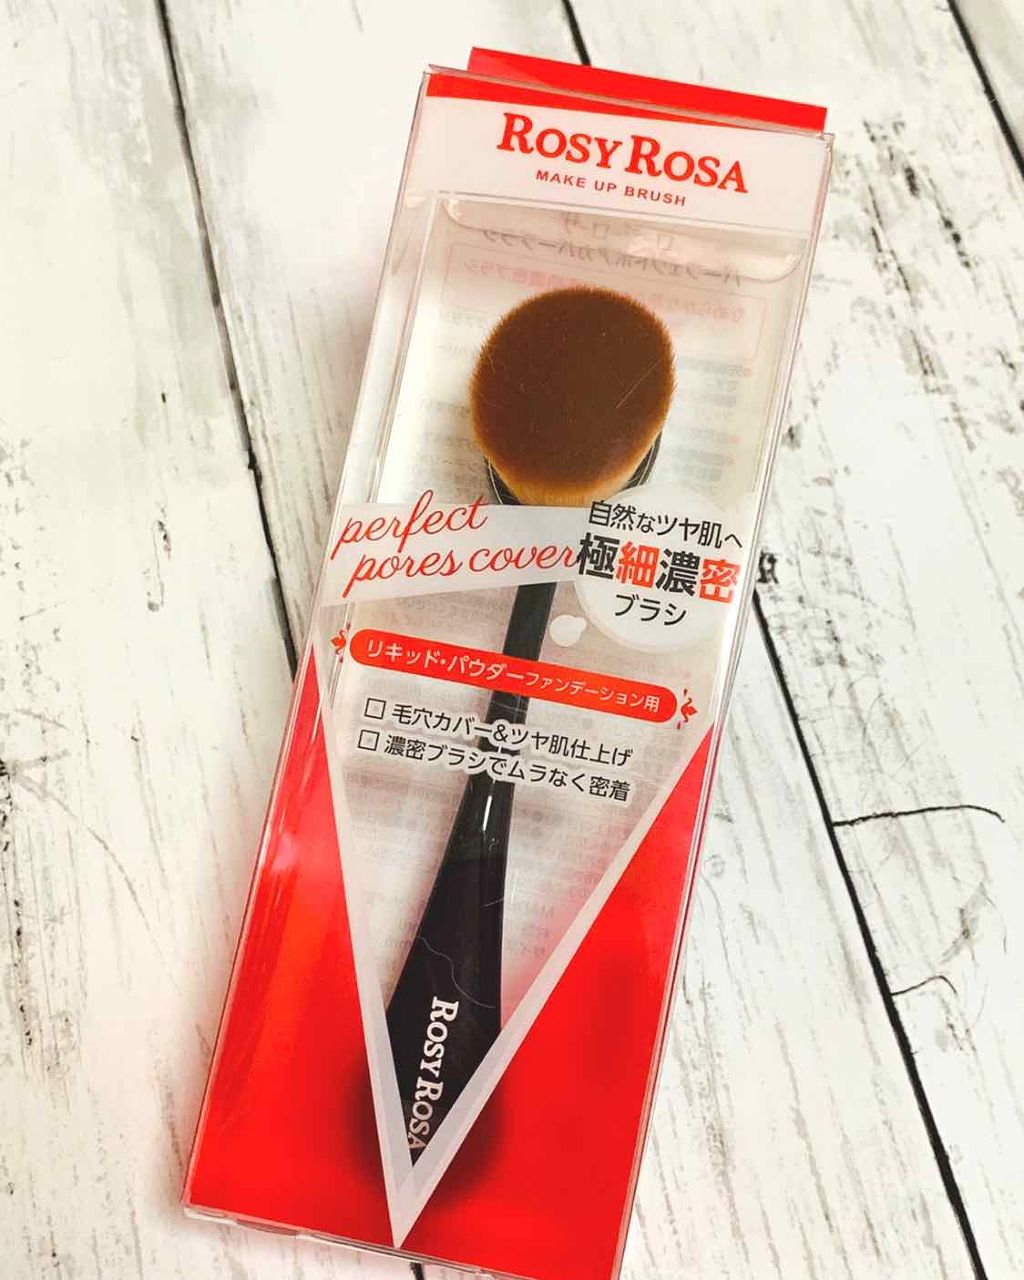 ROSY ROSA
MAKE UP BRUSH
perfect
pores cover
自然なツヤ肌へ
極細濃密
ブラシ
リキッド・パウダーファンデーション用
□ 毛穴カバー&ツヤ肌仕上げ
□ 濃密ブラシでムラなく密着
ROSY ROSA